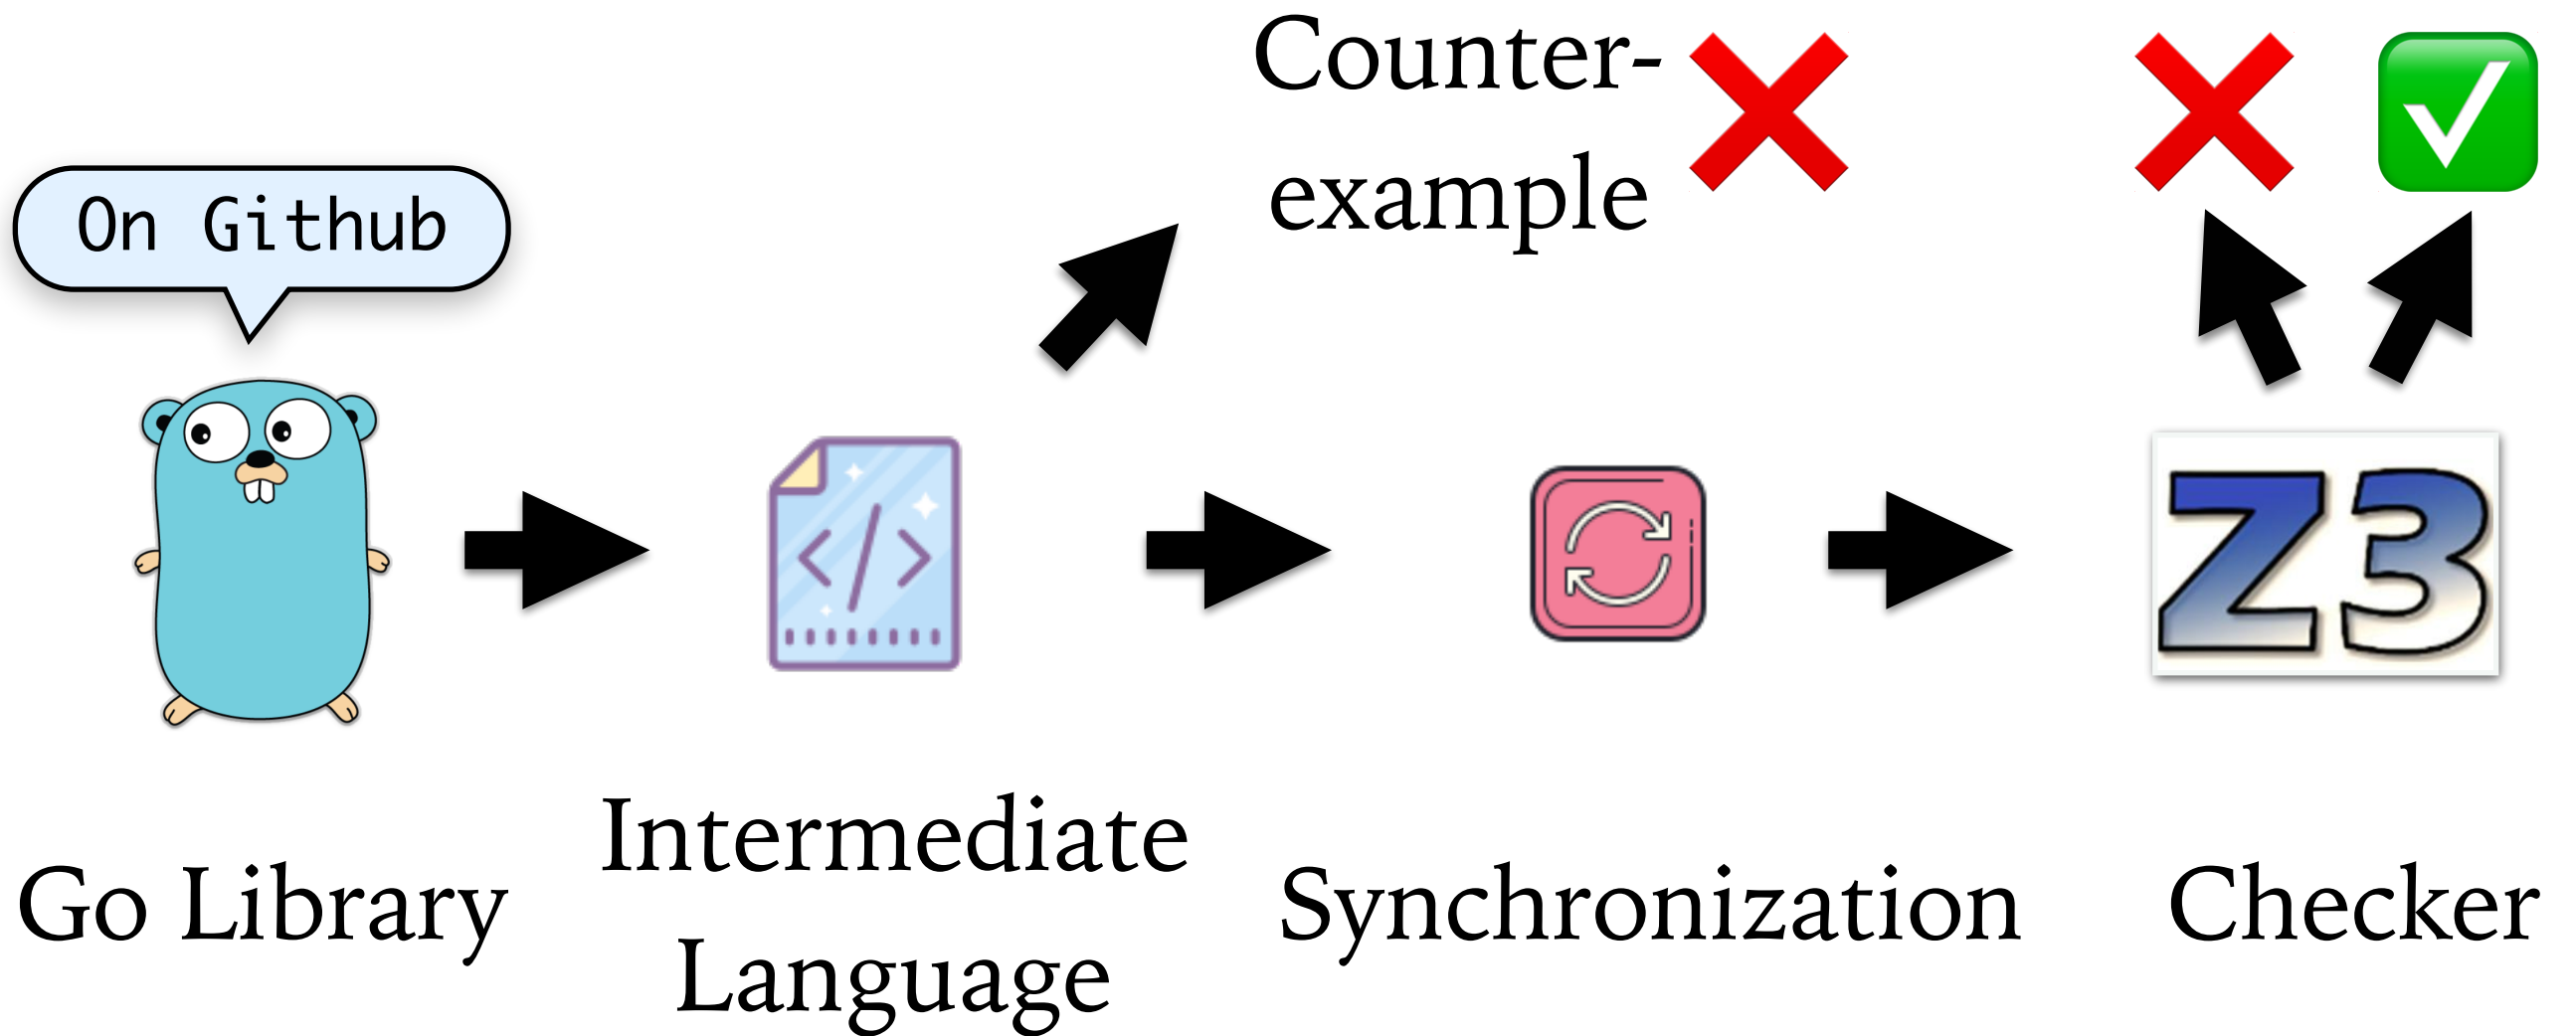 Counter-
example
On Github
Z3
Go Library
Intermediate
Language
Synchronization
Checker